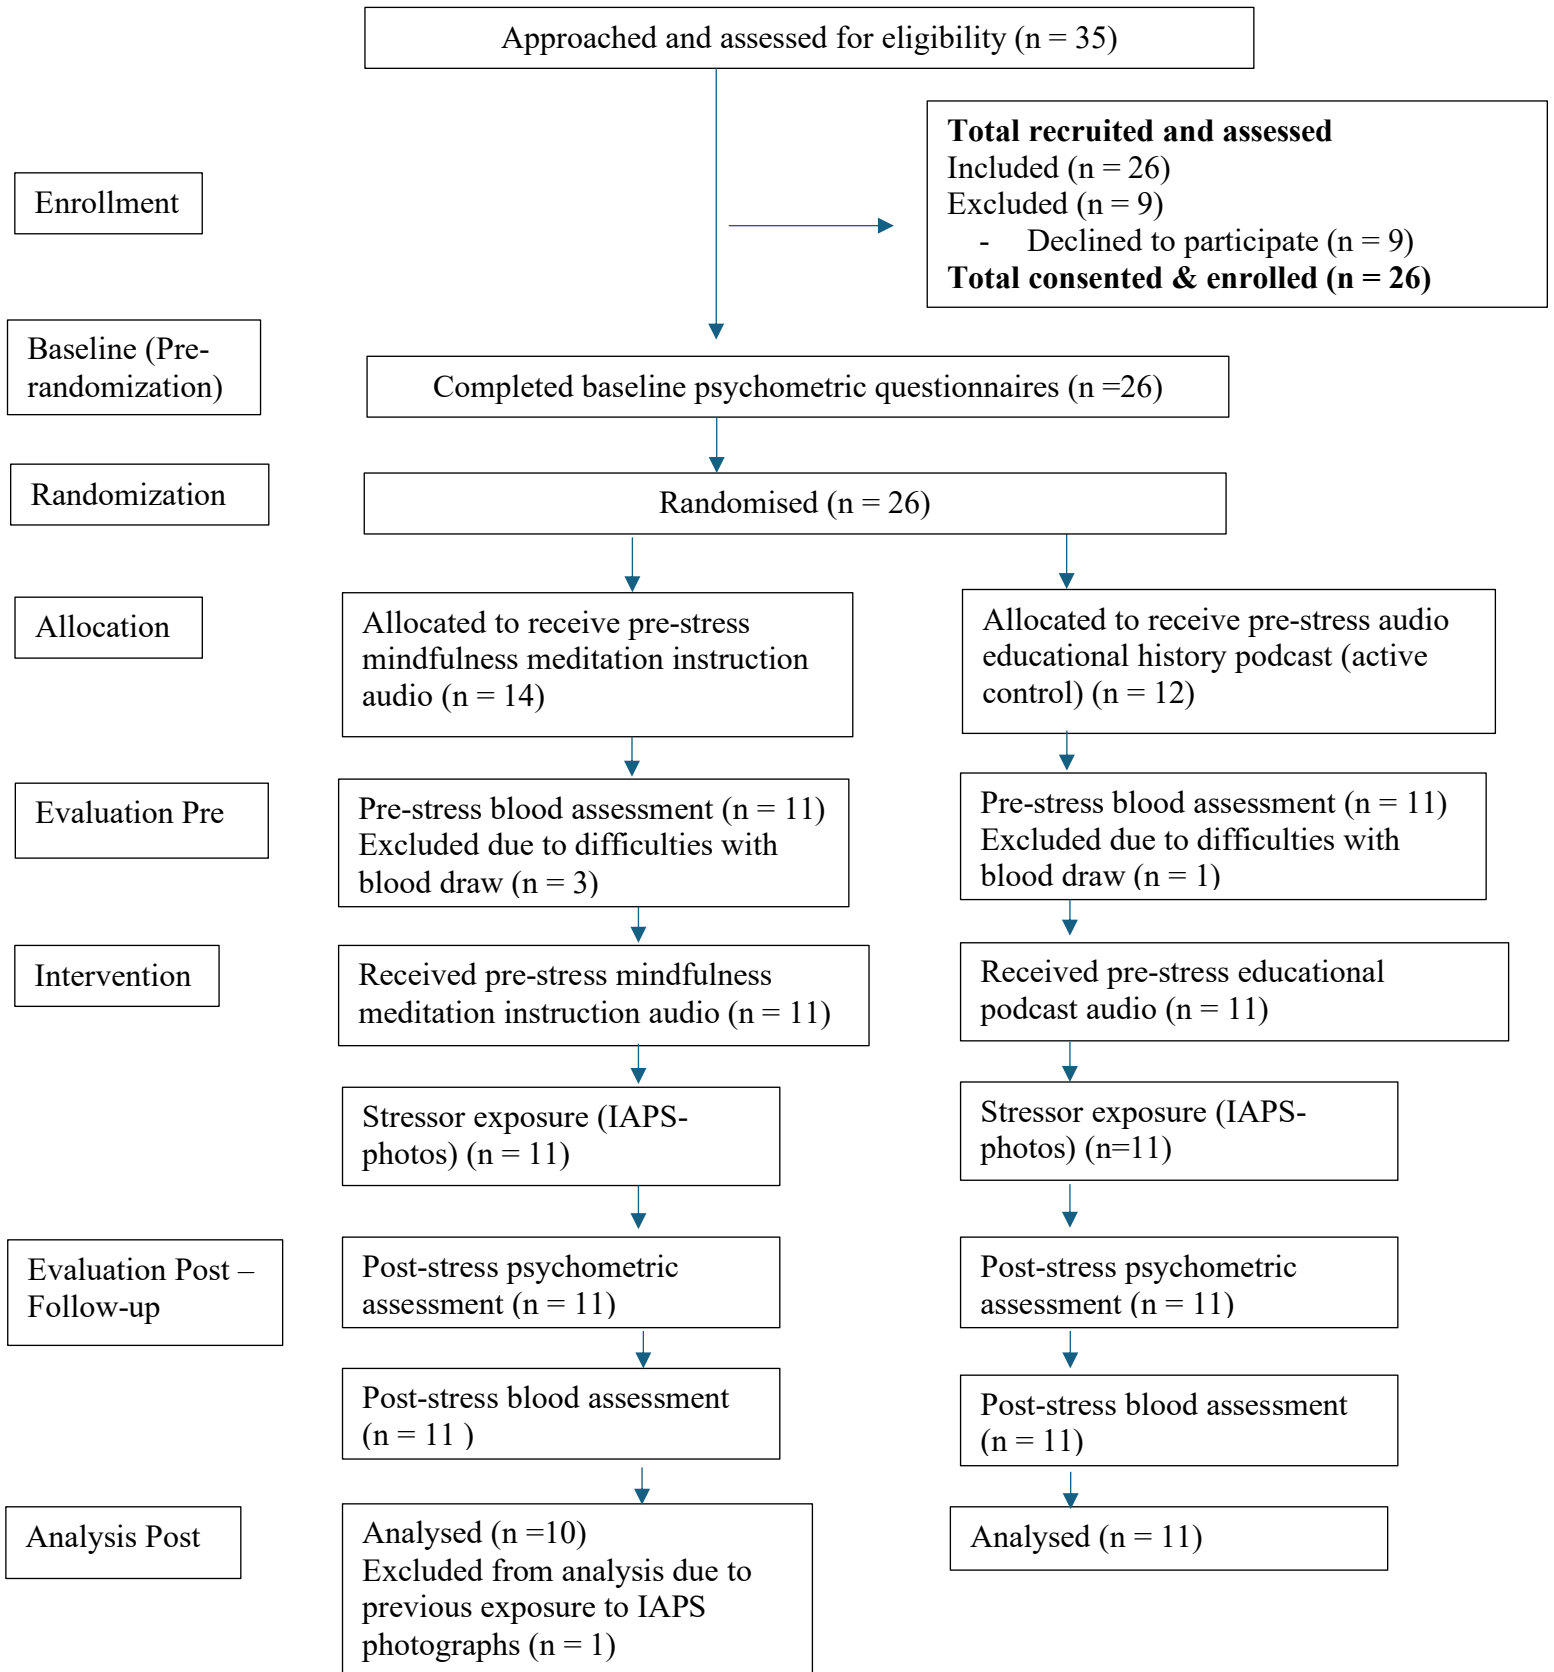 Approached and assessed for eligibility (n = 35)
Total recruited and assessed
Included (n = 26)
Excluded (n = 9)
- Declined to participate (n = 9)
Total consented & enrolled (n = 26)
Enrollment
Baseline (Pre-
randomization)
Completed baseline psychometric questionnaires (n =26)
Randomization
Randomised (n = 26)
Allocation
Allocated to receive pre-stress
mindfulness meditation instruction
audio (n = 14)
Allocated to receive pre-stress audio
educational history podcast (active
control) (n = 12)
Evaluation Pre
Pre-stress blood assessment (n = 11)
Excluded due to difficulties with
blood draw (n = 3)
Pre-stress blood assessment (n = 11)
Excluded due to difficulties with
blood draw (n = 1)
Intervention
Received pre-stress mindfulness
meditation instruction audio (n = 11)
Received pre-stress educational
podcast audio (n = 11)
Stressor exposure (IAPS-
photos) (n = 11)
Stressor exposure (IAPS-
photos) (n=11)
Evaluation Post –
Follow-up
Post-stress psychometric
assessment (n = 11)
Post-stress psychometric
assessment (n = 11)
Post-stress blood assessment
(n = 11 )
Post-stress blood assessment
(n = 11)
Analysis Post
Analysed (n =10)
Excluded from analysis due to
previous exposure to IAPS
photographs (n = 1)
Analysed (n = 11)